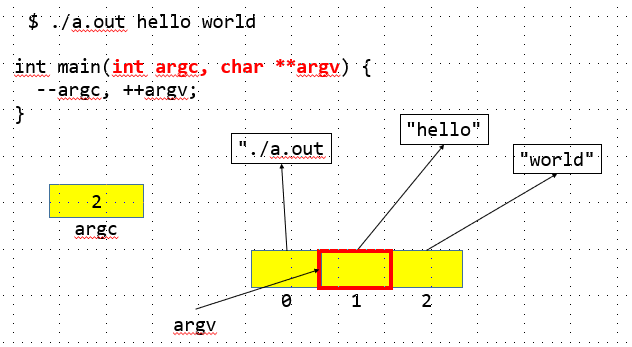 $ ./a.out hello world
int main(int argc, char **argv) {
--argc, ++argv;
}
"hello"
"./a.out
"world"
2
argc
0 1 2
argv